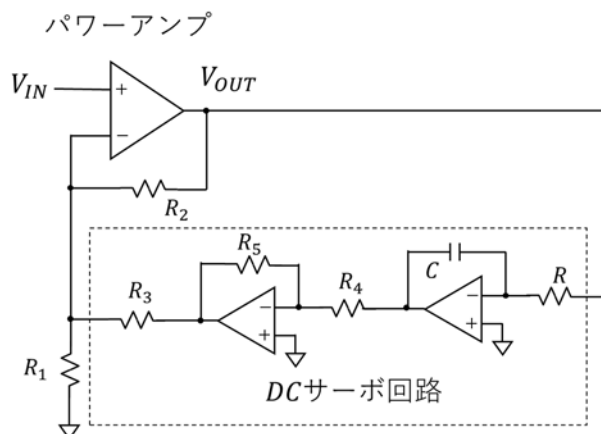 パワーアンプ
V_IN
V_OUT
+
−
R_2
R_5
C
R
R_3
R_4
−
+
−
+
R_1
DCサーボ回路